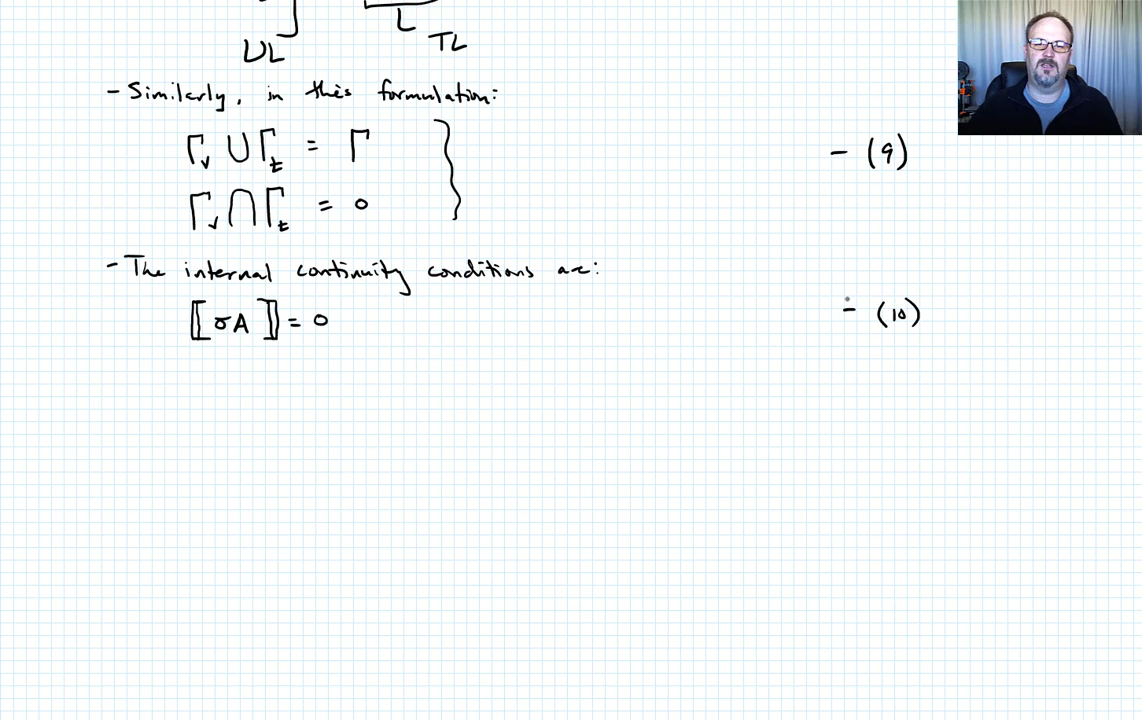 L
UL TL
- Similarly, in this formulation:
Γv ∪ Γt = Γ } - (9)
Γv ∩ Γt = 0
- The internal continuity conditions are:
⟦σA⟧ = 0 - (10)